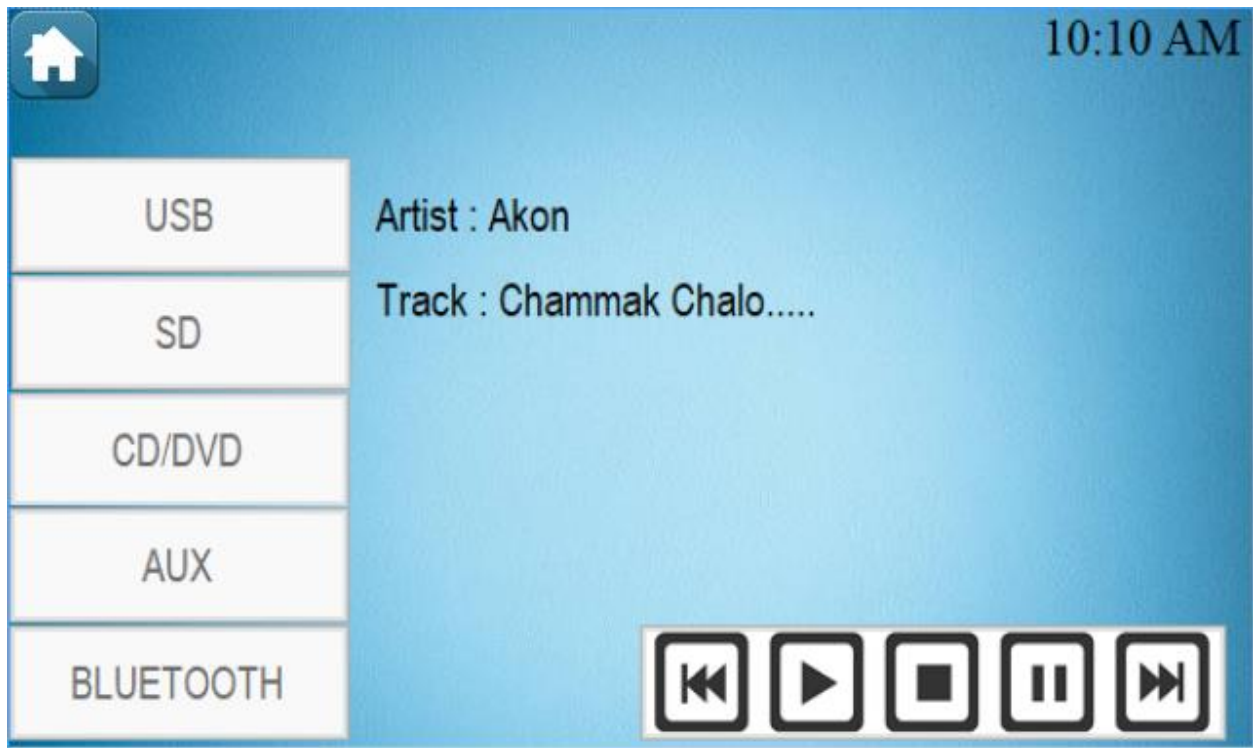 10:10 AM
USB
Artist : Akon
Track : Chammak Chalo.....
SD
CD/DVD
AUX
BLUETOOTH